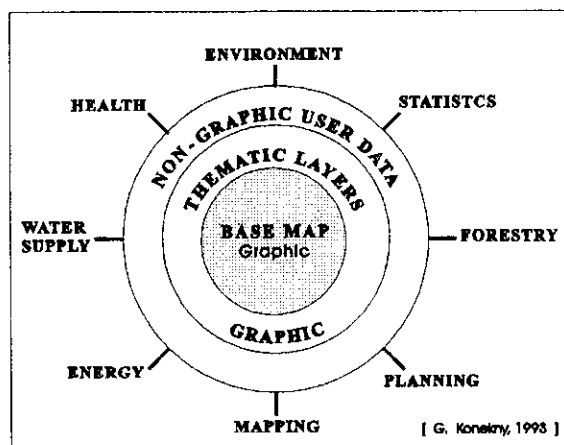 ENVIRONMENT
HEALTH
STATISTCS
NON-GRAPHIC USER DATA
THEMATIC LAYERS
BASE MAP
Graphic
WATER
SUPPLY
FORESTRY
GRAPHIC
ENERGY
PLANNING
MAPPING
[ G. Konekny, 1993 ]